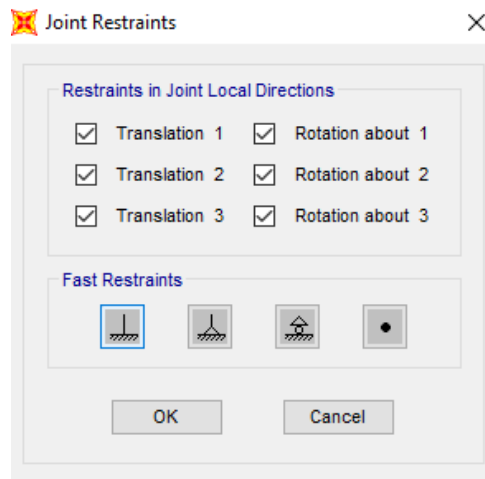 Joint Restraints
Restraints in Joint Local Directions
Translation 1 Rotation about 1
Translation 2 Rotation about 2
Translation 3 Rotation about 3
Fast Restraints
OK Cancel